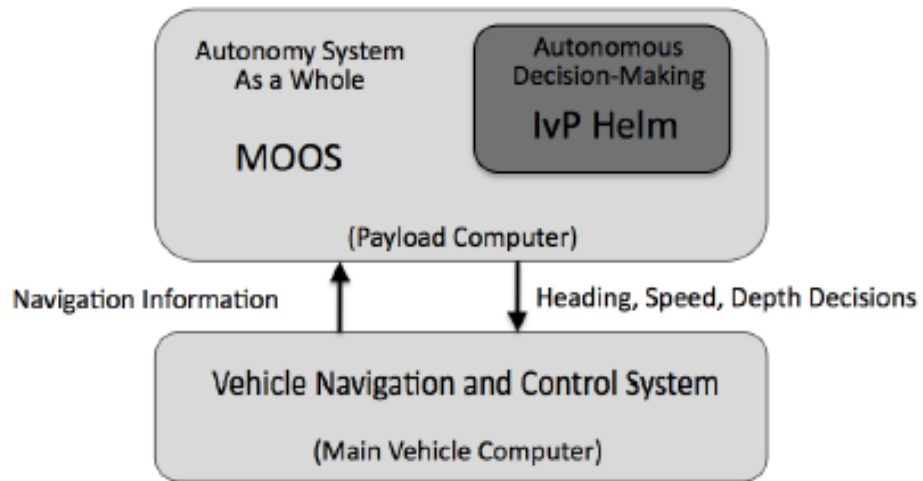 Autonomy System
As a Whole
MOOS
Autonomous
Decision-Making
IvP Helm
(Payload Computer)
Navigation Information
Heading, Speed, Depth Decisions
Vehicle Navigation and Control System
(Main Vehicle Computer)